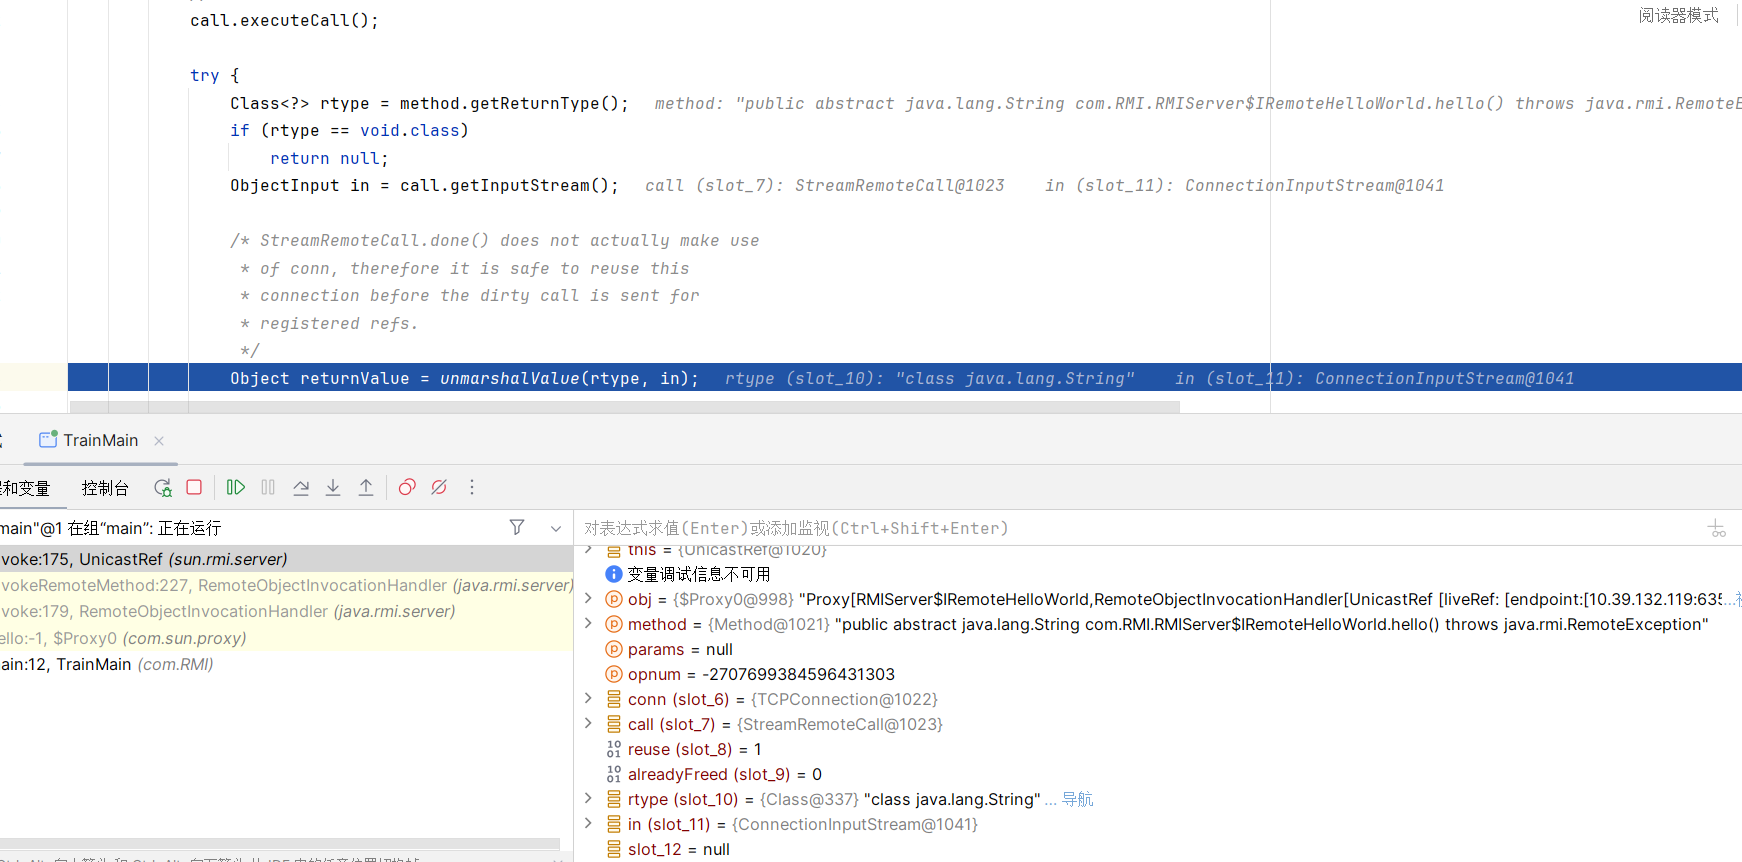 阅读器模式
call.executeCall();
try {
Class<?> rtype = method.getReturnType();   method: "public abstract java.lang.String com.RMI.RMIServer$IRemoteHelloWorld.hello() throws java.rmi.RemoteE
if (rtype == void.class)
return null;
ObjectInput in = call.getInputStream();   call (slot_7): StreamRemoteCall@1023    in (slot_11): ConnectionInputStream@1041
/* StreamRemoteCall.done() does not actually make use
* of conn, therefore it is safe to reuse this
* connection before the dirty call is sent for
* registered refs.
*/
Object returnValue = unmarshalValue(rtype, in);   rtype (slot_10): "class java.lang.String"    in (slot_11): ConnectionInputStream@1041
TrainMain
和变量 控制台
main"@1 在组“main”: 正在运行
对表达式求值(Enter)或添加监视(Ctrl+Shift+Enter)
voke:175, UnicastRef (sun.rmi.server)
vokeRemoteMethod:227, RemoteObjectInvocationHandler (java.rmi.server)
voke:179, RemoteObjectInvocationHandler (java.rmi.server)
ello:-1, $Proxy0 (com.sun.proxy)
ain:12, TrainMain (com.RMI)
this = {UnicastRef@1020}
变量调试信息不可用
obj = {$Proxy0@998} "Proxy[RMIServer$IRemoteHelloWorld,RemoteObjectInvocationHandler[UnicastRef [liveRef: [endpoint:[10.39.132.119:635...
method = {Method@1021} "public abstract java.lang.String com.RMI.RMIServer$IRemoteHelloWorld.hello() throws java.rmi.RemoteException"
params = null
opnum = -2707699384596431303
conn (slot_6) = {TCPConnection@1022}
call (slot_7) = {StreamRemoteCall@1023}
reuse (slot_8) = 1
alreadyFreed (slot_9) = 0
rtype (slot_10) = {Class@337} "class java.lang.String" ... 导航
in (slot_11) = {ConnectionInputStream@1041}
slot_12 = null